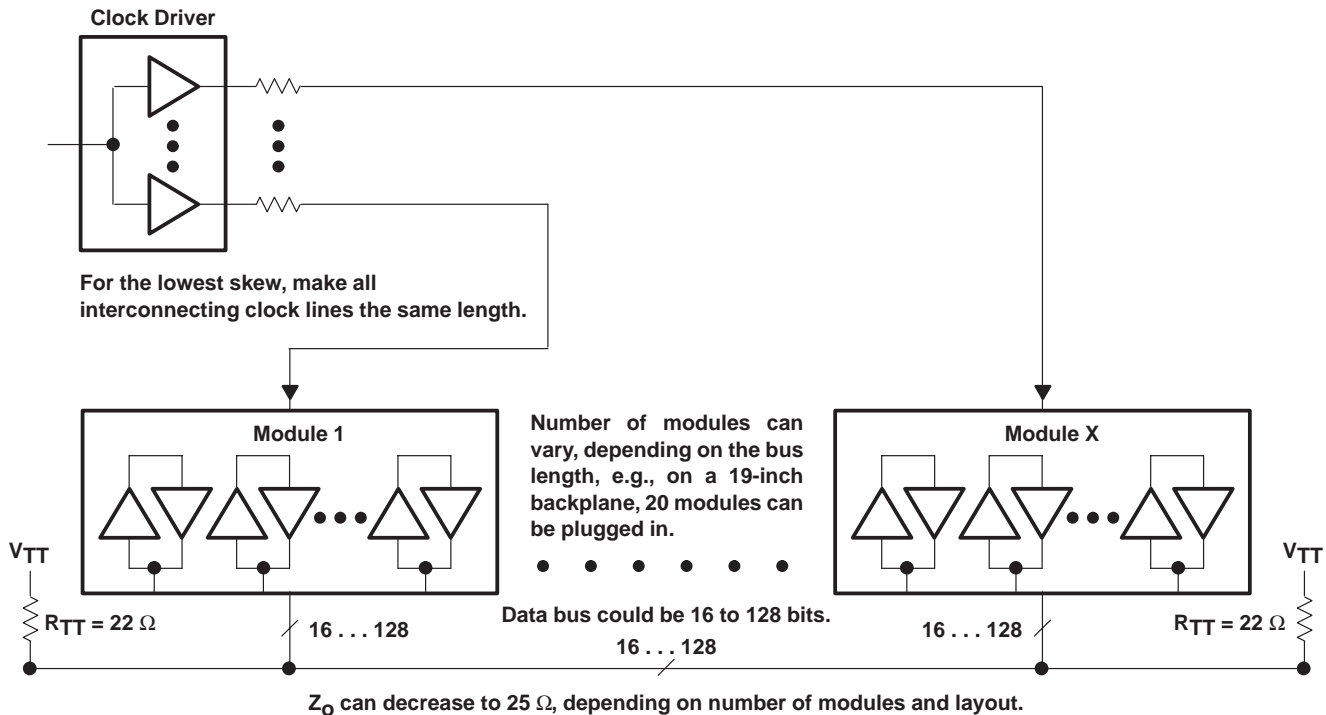 Clock Driver
For the lowest skew, make all
interconnecting clock lines the same length.
Module 1
Number of modules can
vary, depending on the bus
length, e.g., on a 19-inch
backplane, 20 modules can
be plugged in.
Module X
VTT
RTT = 22 Ω
16 . . . 128
Data bus could be 16 to 128 bits.
16 . . . 128
16 . . . 128
VTT
RTT = 22 Ω
ZO can decrease to 25 Ω, depending on number of modules and layout.